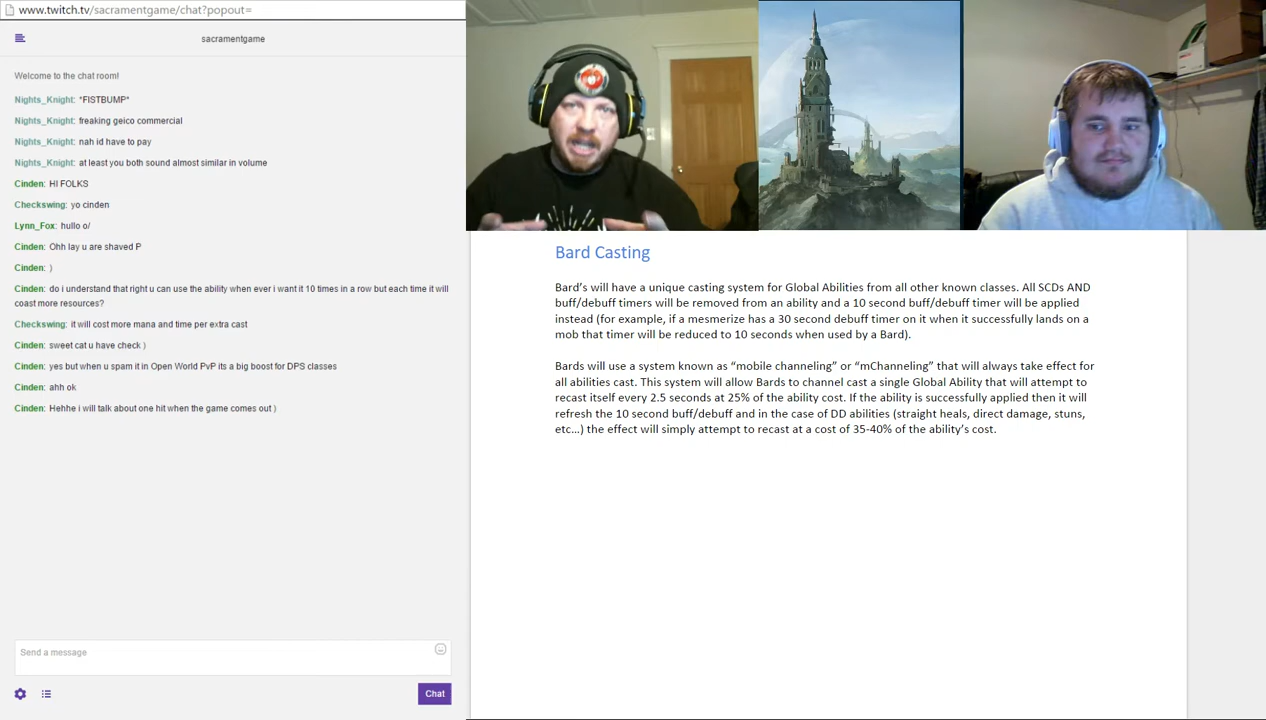 www.twitch.tv/sacramentgame/chat?popout=
sacramentgame
Welcome to the chat room!
Nights_Knight: *FISTBUMP*
Nights_Knight: freaking geico commercial
Nights_Knight: nah id have to pay
Nights_Knight: at least you both sound almost similar in volume
Cinden: HI FOLKS
Checkswing: yo cinden
Lynn_Fox: hullo o/
Cinden: Ohh lay u are shaved P
Cinden: )
Cinden: do i understand that right u can use the ability when ever i want it 10 times in a row but each time it will
coast more resources?
Checkswing: it will cost more mana and time per extra cast
Cinden: sweet cat u have check )
Cinden: yes but when u spam it in Open World PvP its a big boost for DPS classes
Cinden: ahh ok
Cinden: Hehhe i will talk about one hit when the game comes out )
Send a message
Chat
Bard Casting
Bard's will have a unique casting system for Global Abilities from all other known classes. All SCDs AND
buff/debuff timers will be removed from an ability and a 10 second buff/debuff timer will be applied
instead (for example, if a mesmerize has a 30 second debuff timer on it when it successfully lands on a
mob that timer will be reduced to 10 seconds when used by a Bard).
Bards will use a system known as “mobile channeling” or “mChanneling” that will always take effect for
all abilities cast. This system will allow Bards to channel cast a single Global Ability that will attempt to
recast itself every 2.5 seconds at 25% of the ability cost. If the ability is successfully applied then it will
refresh the 10 second buff/debuff and in the case of DD abilities (straight heals, direct damage, stuns,
etc...) the effect will simply attempt to recast at a cost of 35-40% of the ability's cost.